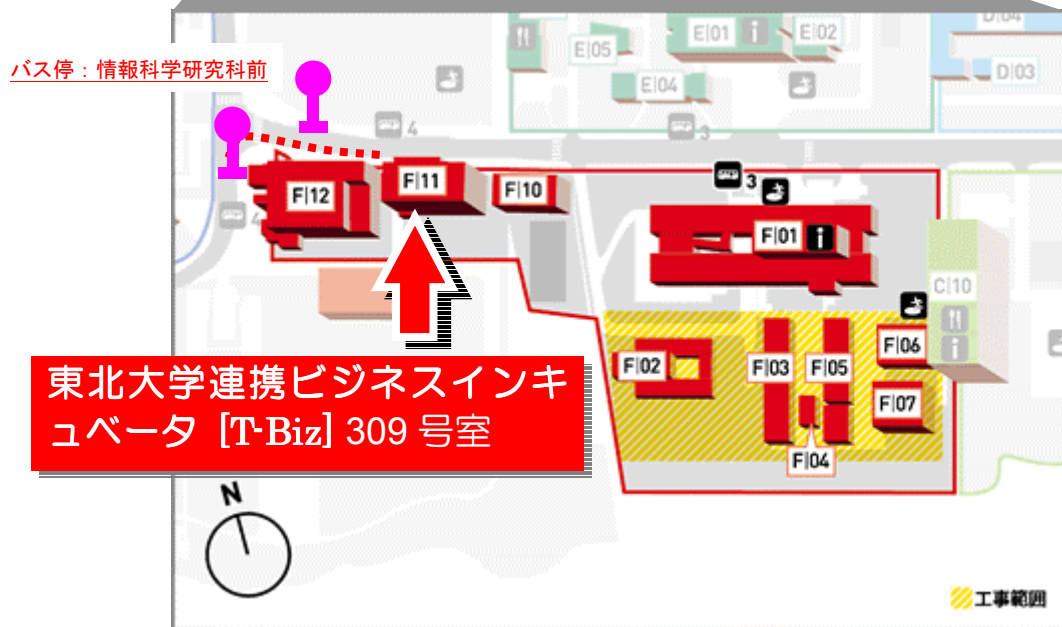 D|04
E|01
E|02
E|05
バス停：情報科学研究科前
D|03
E|04
4
3
3
F|11
F|10
F|12
4
F|01
C|10
F|06
F|02
F|03
F|05
東北大学連携ビジネスインキ
ュベータ [T-Biz] 309 号室
F|07
F|04
N
工事範囲